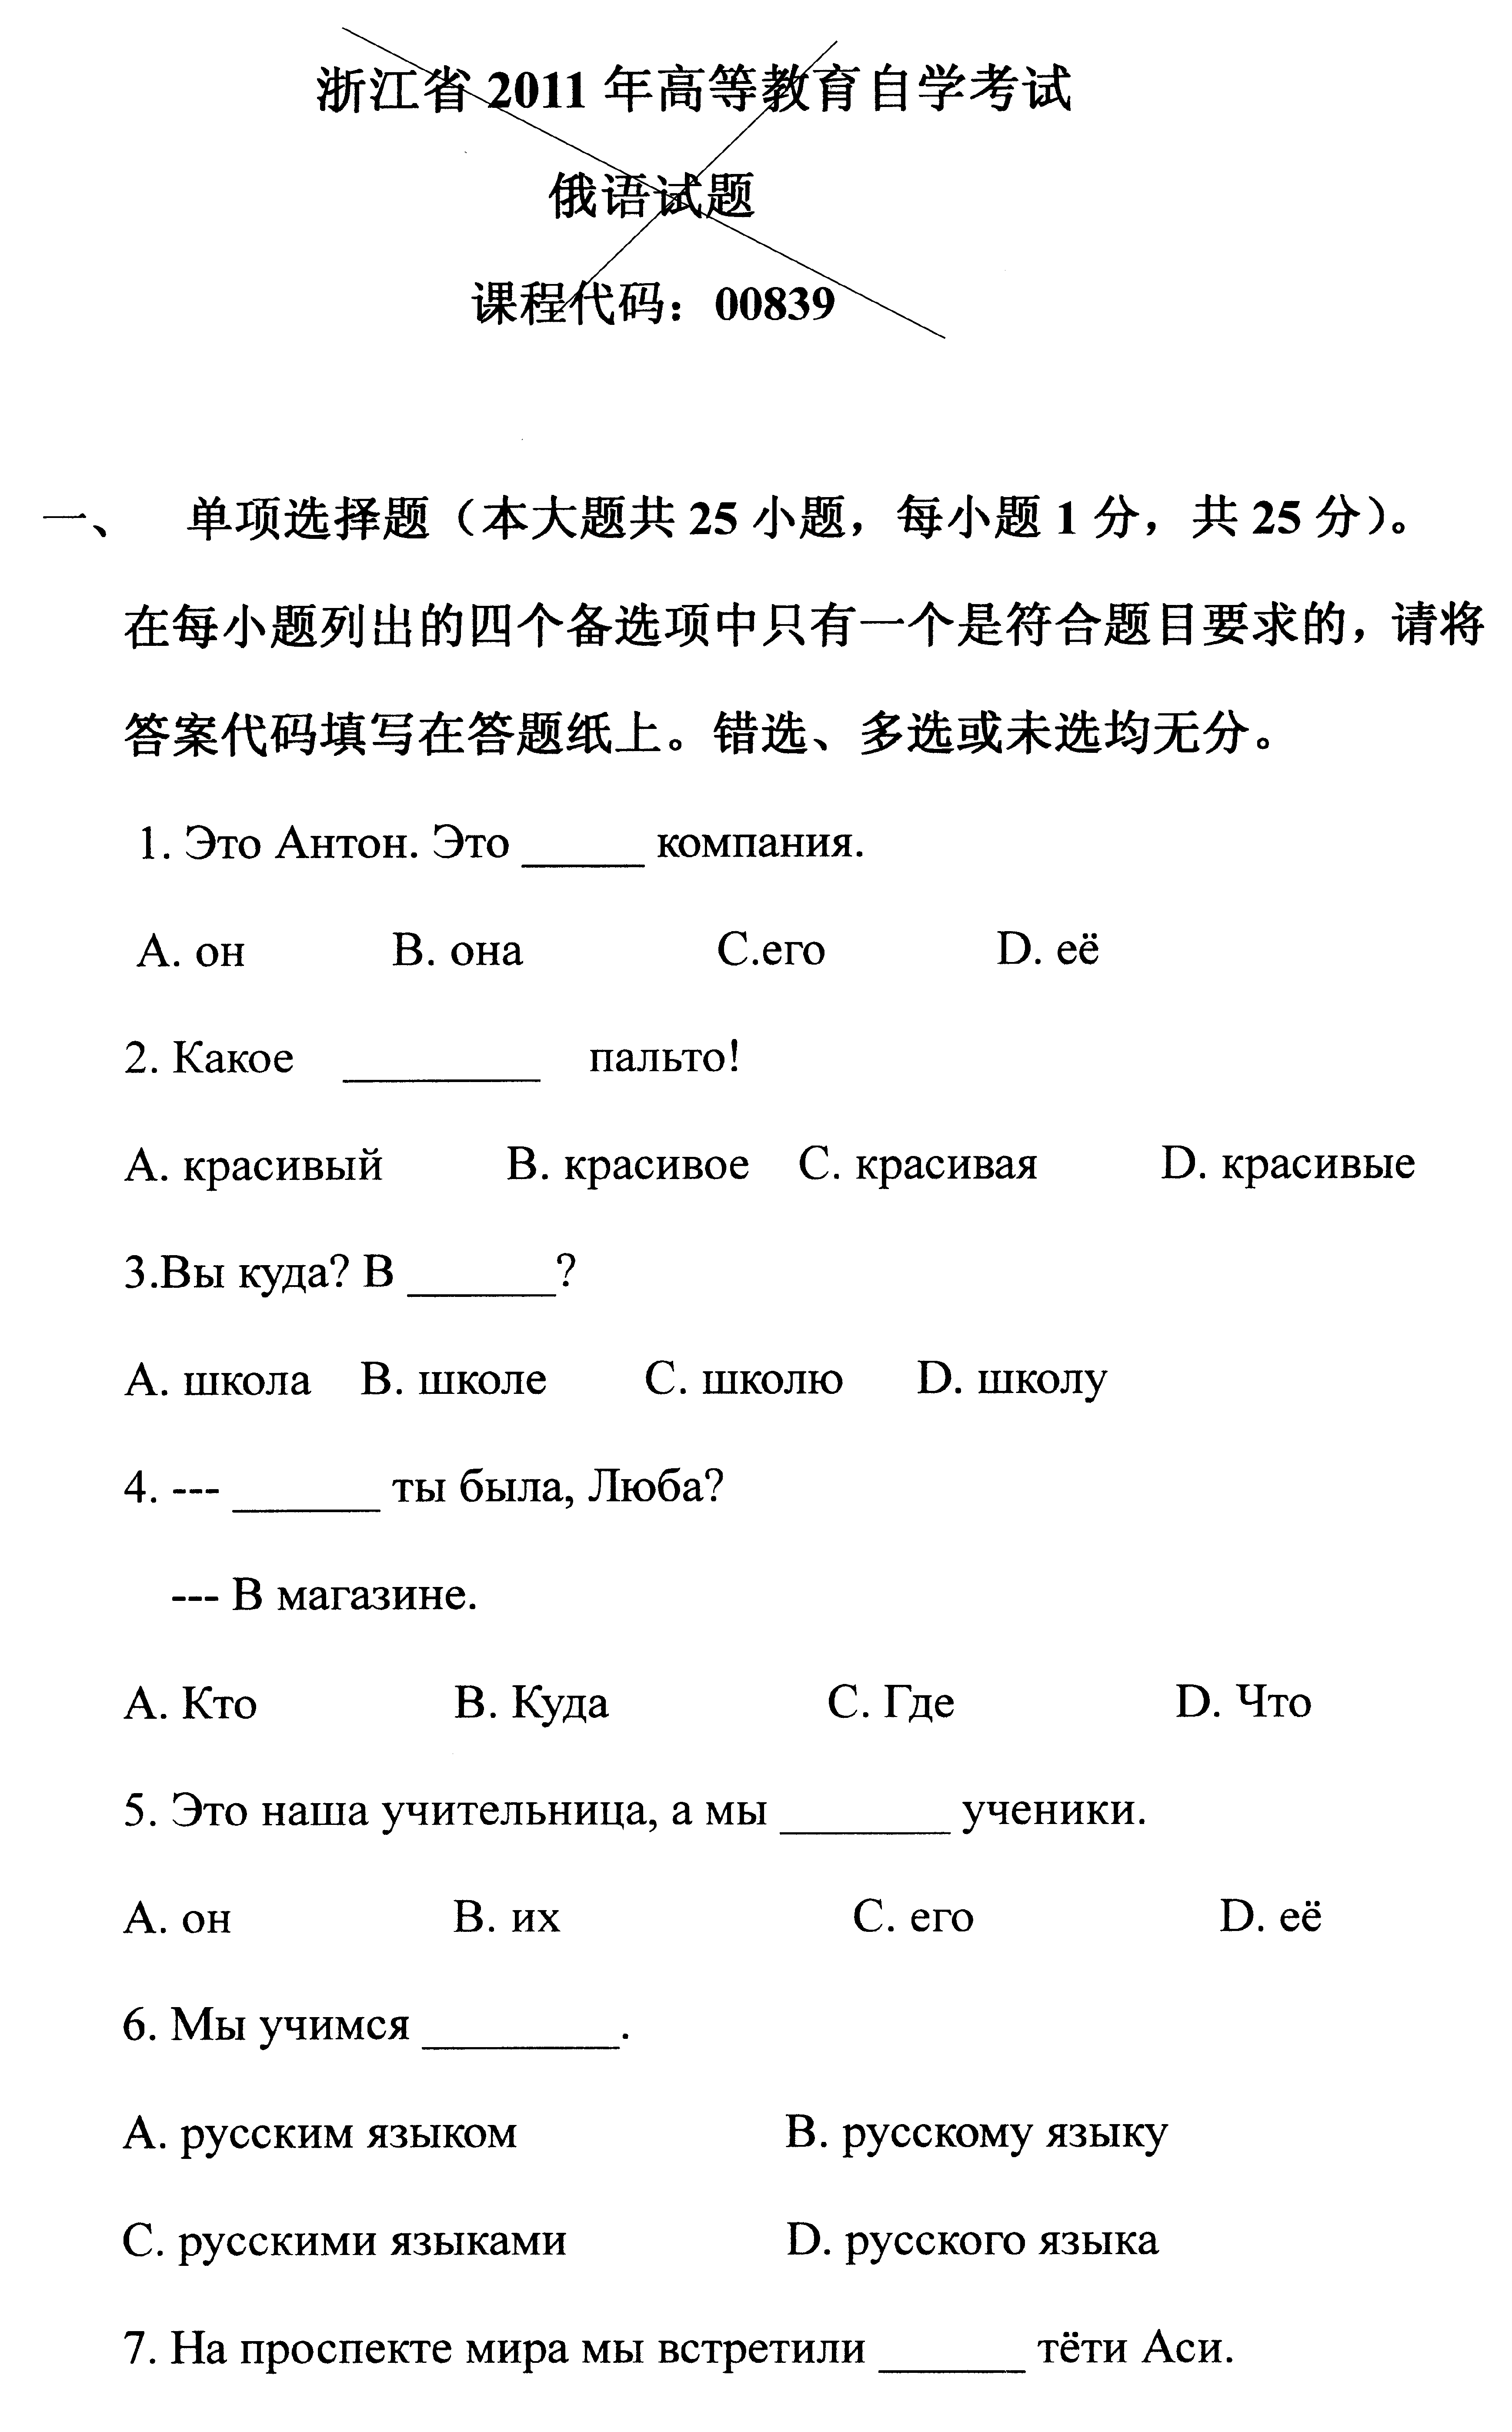 浙江省 2011 年高等教育自学考试
俄语试题
课程代码：00839
一、 单项选择题（本大题共 25 小题，每小题 1 分，共 25 分）。
在每小题列出的四个备选项中只有一个是符合题目要求的，请将
答案代码填写在答题纸上。错选、多选或未选均无分。
1. Это Антон. Это _____ компания.
A. он B. она C.его D. её
2. Какое ________ пальто!
A. красивый B. красивое C. красивая D. красивые
3.Вы куда? В ______?
A. школа B. школе C. школю D. школу
4. --- ______ ты была, Люба?
--- В магазине.
A. Кто B. Куда C. Где D. Что
5. Это наша учительница, а мы _______ ученики.
A. он B. их C. его D. её
6. Мы учимся ________.
A. русским языком B. русскому языку
C. русскими языками D. русского языка
7. На проспекте мира мы встретили ______ тёти Аси.